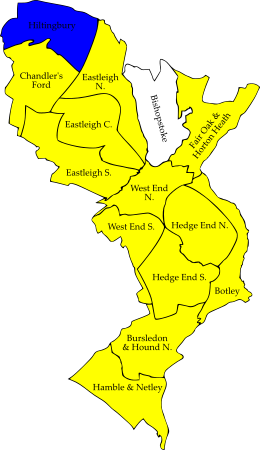 Hiltingbury
Chandler's
Ford
Eastleigh
N.
Bishopstoke
Fair Oak &
Horton Heath
Eastleigh C.
Eastleigh S.
West End
N.
West End S.
Hedge End N.
Hedge End S.
Botley
Bursledon
& Hound N.
Hamble & Netley